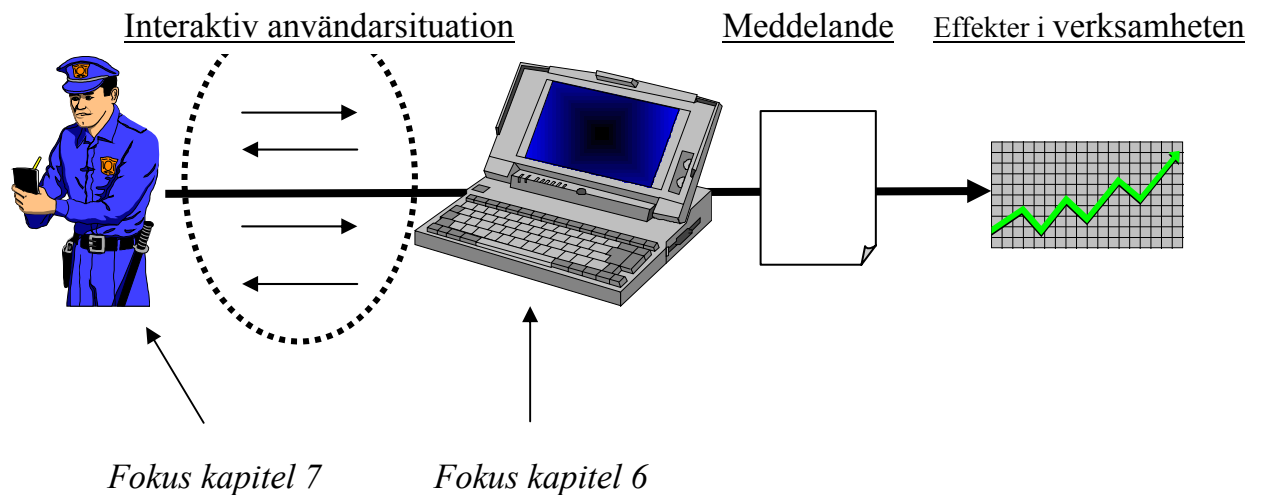 Interaktiv användarsituation
Meddelande
Effekter i verksamheten
Fokus kapitel 7
Fokus kapitel 6